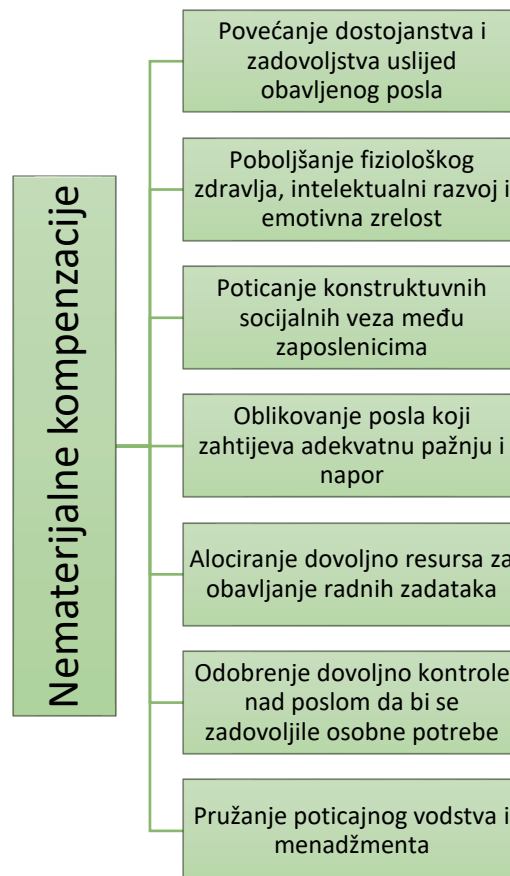 Nematerijalne kompenzacije
Povećanje dostojanstva i
zadovoljstva uslijed
obavljenog posla
Poboljšanje fiziološkog
zdravlja, intelektualni razvoj i
emotivna zrelost
Poticanje konstruktuvnih
socijalnih veza među
zaposlenicima
Oblikovanje posla koji
zahtijeva adekvatnu pažnju i
napor
Alociranje dovoljno resursa za
obavljanje radnih zadataka
Odobrenje dovoljno kontrole
nad poslom da bi se
zadovoljile osobne potrebe
Pružanje poticajnog vodstva i
menadžmenta